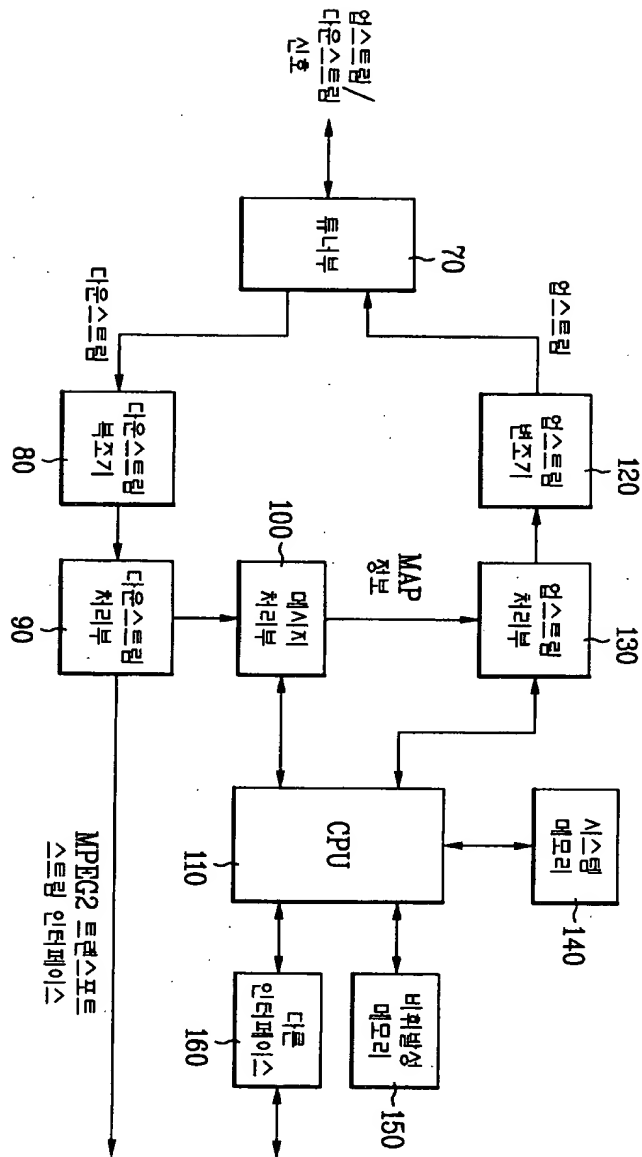 120
업스트림
변조기
130
업스트림
처리부
시스템
메모리
140
업스트림
70
업스트림/
다운스트림
신호
튜너부
MAP
정보
비휘발성
메모리
150
100
메시지
처리부
CPU
110
다른
인터페이스
160
다운스트림
다운스트림
복조기
80
다운스트림
처리부
90
MPEG2 트랜스포트
스트림 인터페이스